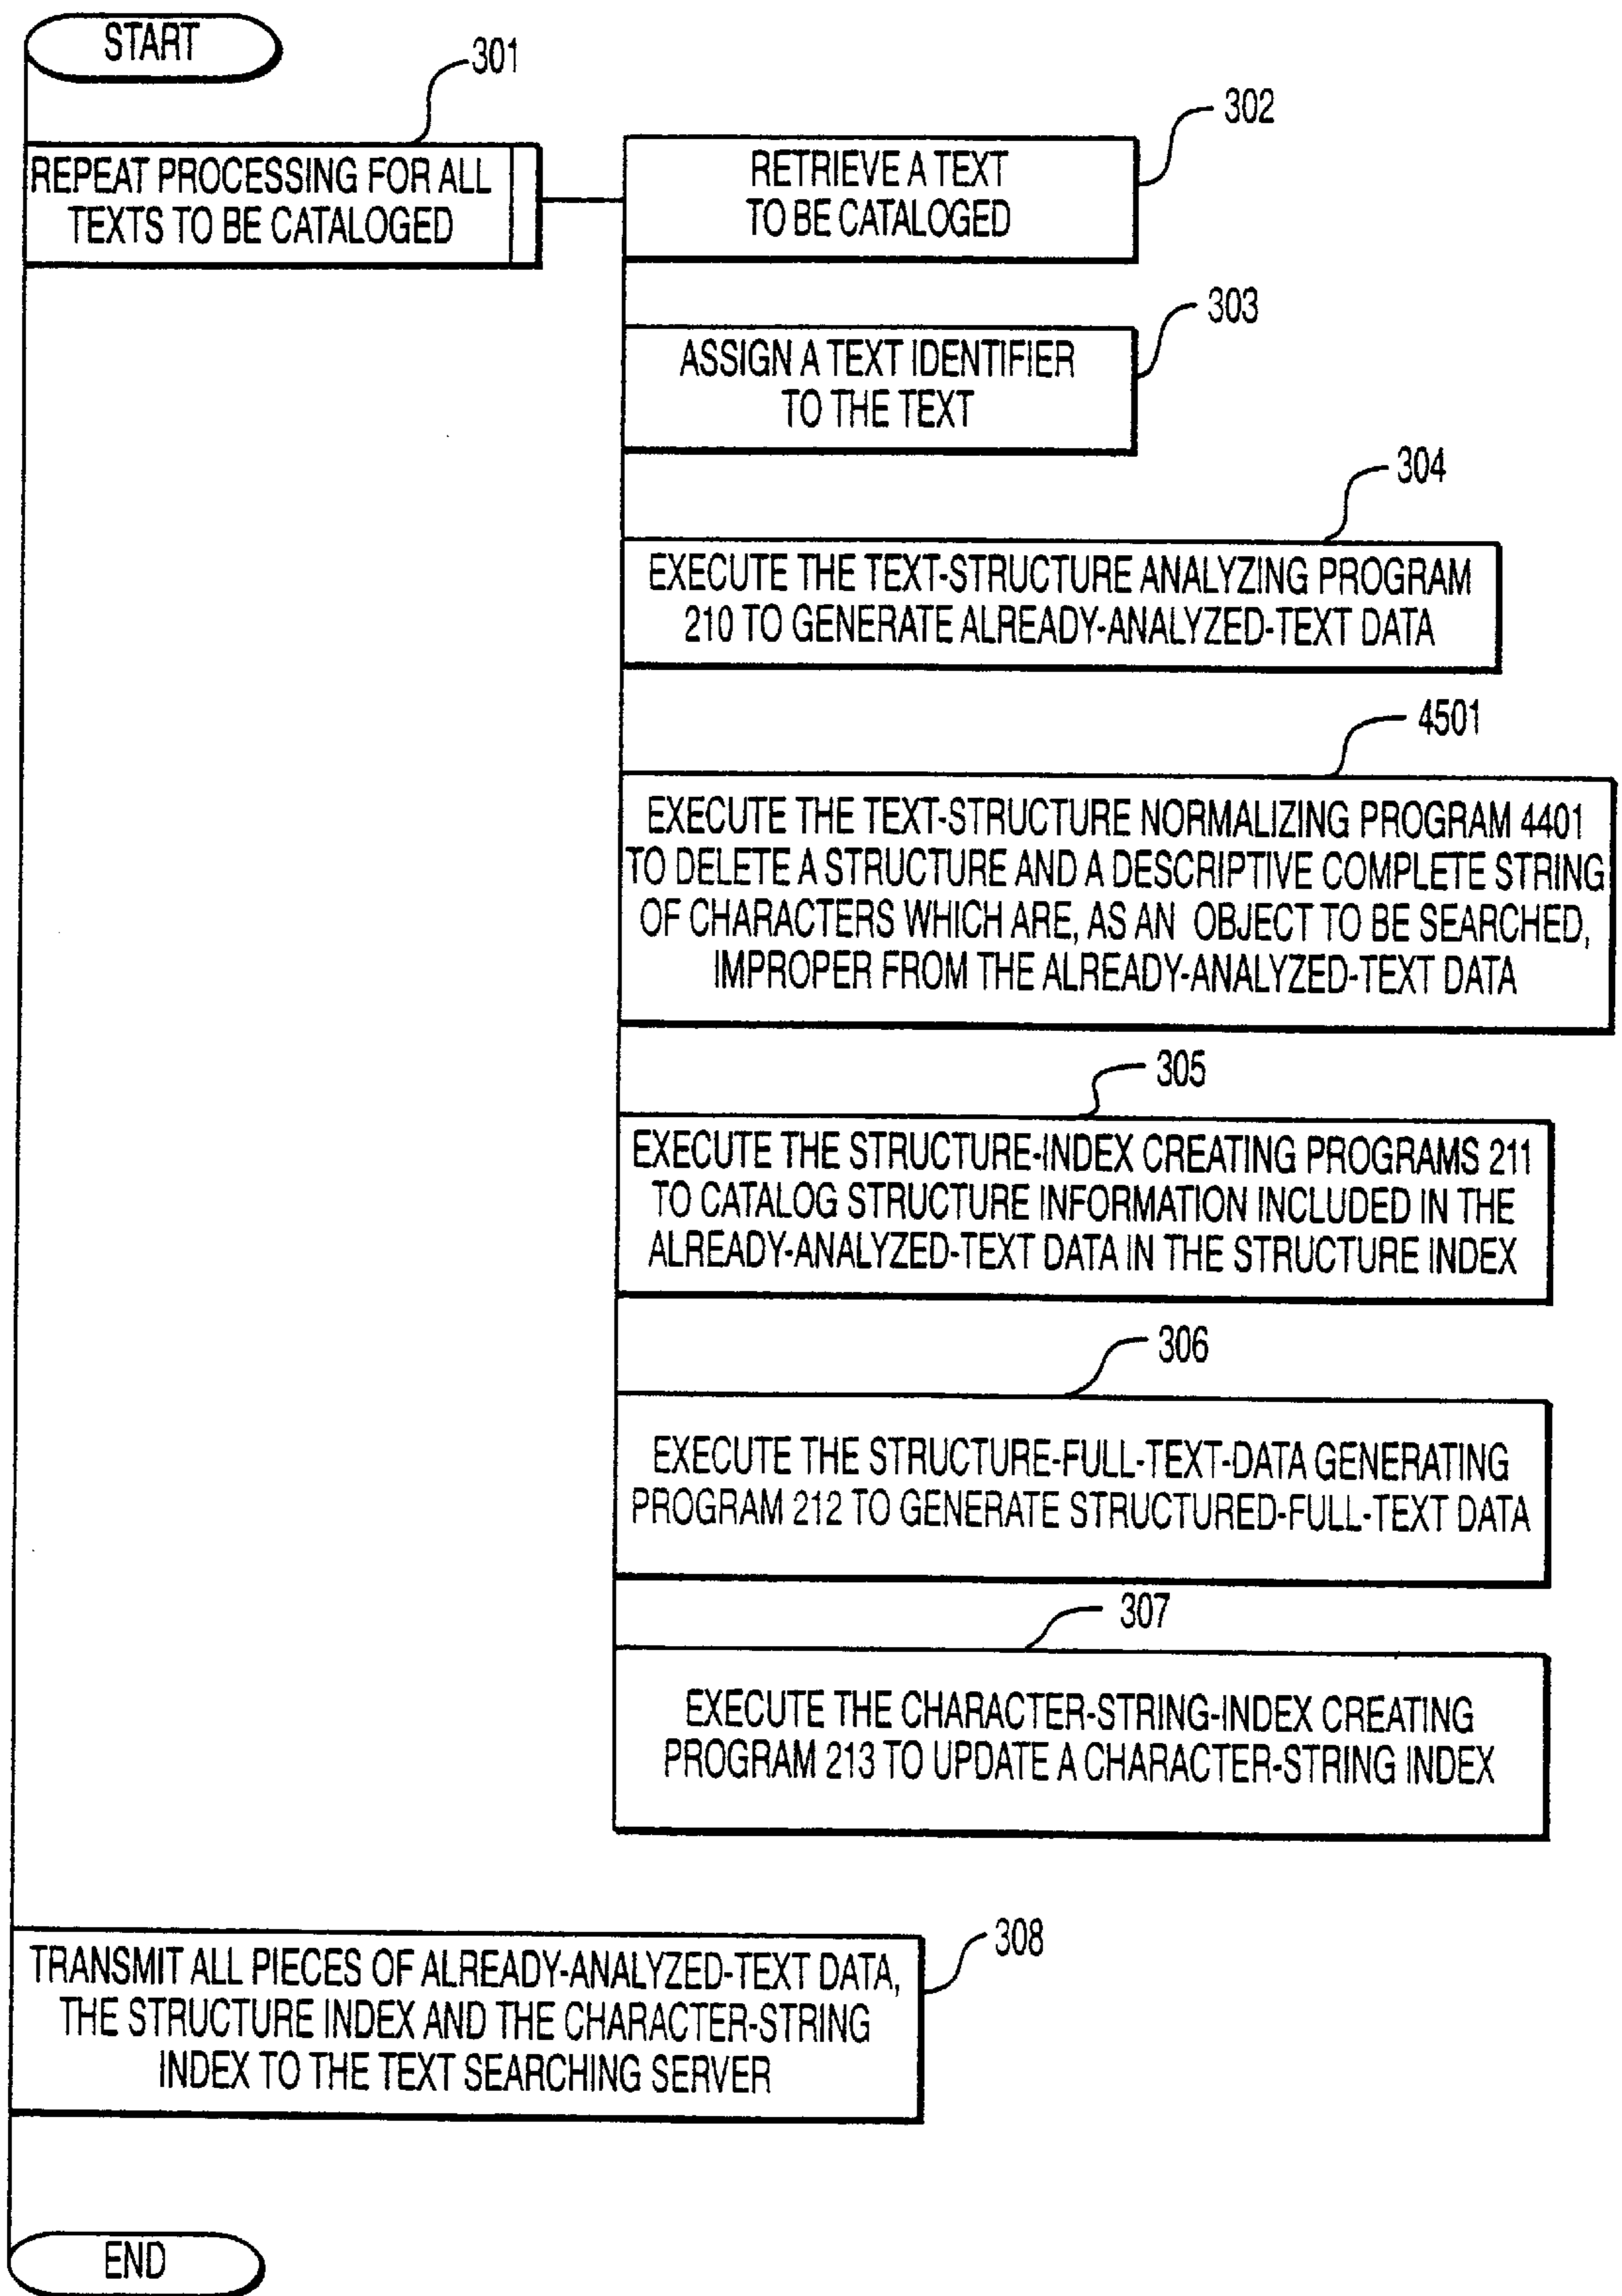 START
301
REPEAT PROCESSING FOR ALL
TEXTS TO BE CATALOGED
302
RETRIEVE A TEXT
TO BE CATALOGED
303
ASSIGN A TEXT IDENTIFIER
TO THE TEXT
304
EXECUTE THE TEXT-STRUCTURE ANALYZING PROGRAM
210 TO GENERATE ALREADY-ANALYZED-TEXT DATA
4501
EXECUTE THE TEXT-STRUCTURE NORMALIZING PROGRAM 4401
TO DELETE A STRUCTURE AND A DESCRIPTIVE COMPLETE STRING
OF CHARACTERS WHICH ARE, AS AN OBJECT TO BE SEARCHED,
IMPROPER FROM THE ALREADY-ANALYZED-TEXT DATA
305
EXECUTE THE STRUCTURE-INDEX CREATING PROGRAMS 211
TO CATALOG STRUCTURE INFORMATION INCLUDED IN THE
ALREADY-ANALYZED-TEXT DATA IN THE STRUCTURE INDEX
306
EXECUTE THE STRUCTURE-FULL-TEXT-DATA GENERATING
PROGRAM 212 TO GENERATE STRUCTURED-FULL-TEXT DATA
307
EXECUTE THE CHARACTER-STRING-INDEX CREATING
PROGRAM 213 TO UPDATE A CHARACTER-STRING INDEX
308
TRANSMIT ALL PIECES OF ALREADY-ANALYZED-TEXT DATA,
THE STRUCTURE INDEX AND THE CHARACTER-STRING
INDEX TO THE TEXT SEARCHING SERVER
END